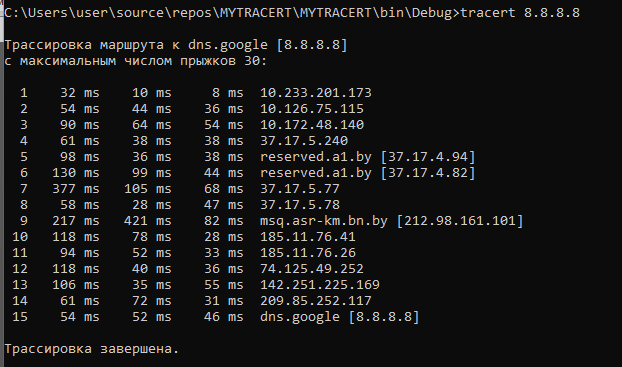 C:\Users\user\source\repos\MYTRACERT\MYTRACERT\bin\Debug>tracert 8.8.8.8
Трассировка маршрута к dns.google [8.8.8.8]
с максимальным числом прыжков 30:
1 32 ms 10 ms 8 ms 10.233.201.173
2 54 ms 44 ms 36 ms 10.126.75.115
3 90 ms 64 ms 54 ms 10.172.48.140
4 61 ms 38 ms 38 ms 37.17.5.240
5 98 ms 36 ms 38 ms reserved.a1.by [37.17.4.94]
6 130 ms 99 ms 44 ms reserved.a1.by [37.17.4.82]
7 377 ms 105 ms 68 ms 37.17.5.77
8 58 ms 28 ms 47 ms 37.17.5.78
9 217 ms 421 ms 82 ms msq.asr-km.bn.by [212.98.161.101]
10 118 ms 78 ms 28 ms 185.11.76.41
11 94 ms 52 ms 33 ms 185.11.76.26
12 118 ms 40 ms 36 ms 74.125.49.252
13 106 ms 35 ms 55 ms 142.251.225.169
14 61 ms 72 ms 31 ms 209.85.252.117
15 54 ms 52 ms 46 ms dns.google [8.8.8.8]
Трассировка завершена.